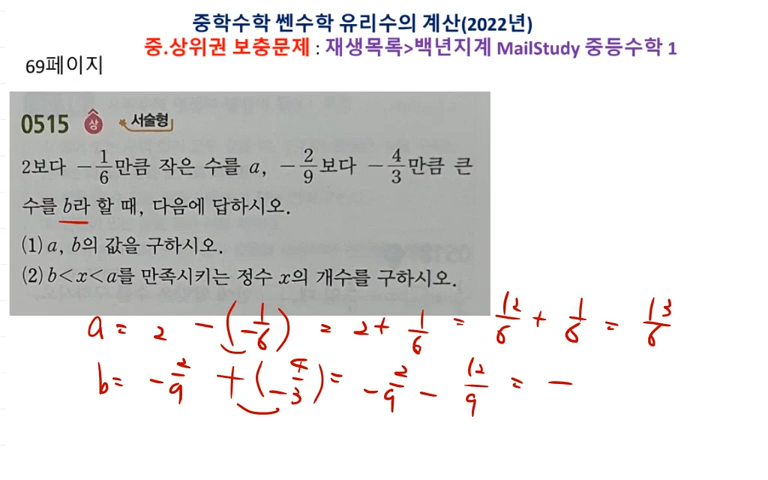 중학수학 쎈수학 유리수의 계산(2022년)
중.상위권 보충문제 : 재생목록>백년지계 MailStudy 중등수학 1
69페이지
0515 상 서술형
2보다 -1/6만큼 작은 수를 a, -2/9보다 -4/3만큼 큰
수를 b라 할 때, 다음에 답하시오.
(1) a, b의 값을 구하시오.
(2) b<x<a를 만족시키는 정수 x의 개수를 구하시오.
a = 2 - (-1/6) = 2 + 1/6 = 12/6 + 1/6 = 13/6
b = -2/9 + (-4/3) = -2/9 - 12/9 = -